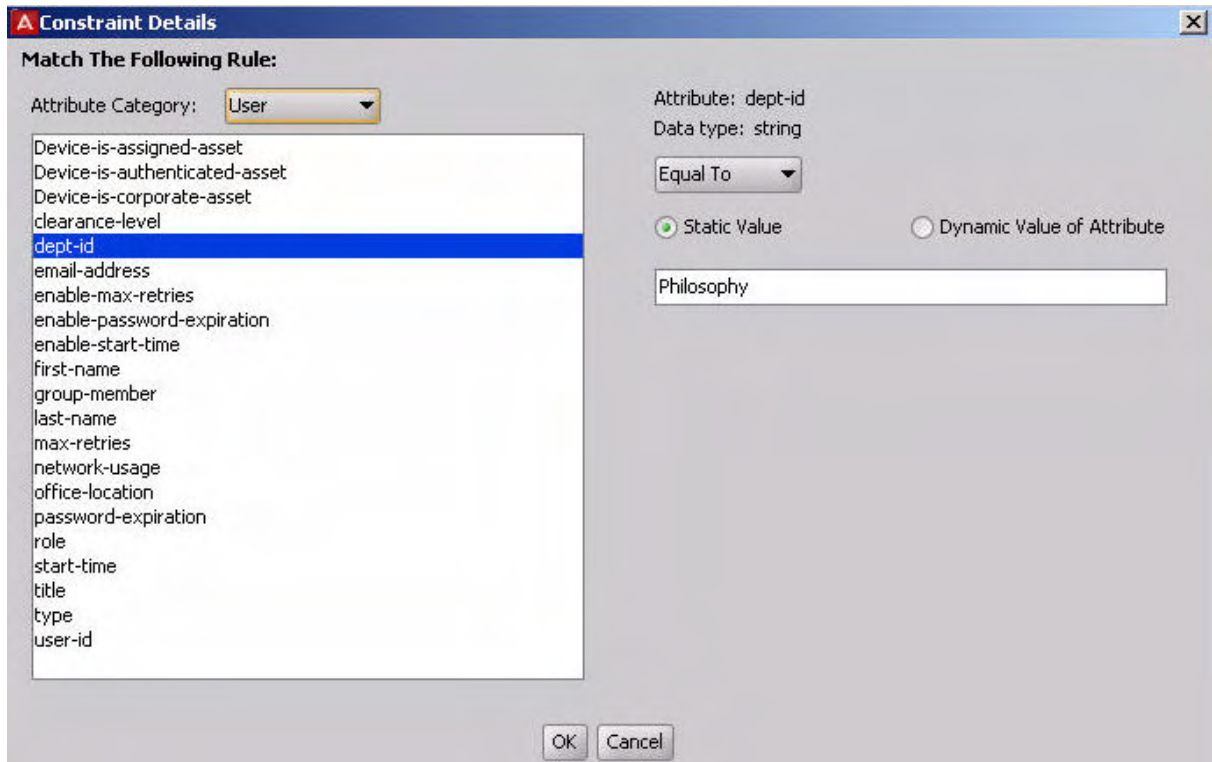 Constraint Details
Match The Following Rule:
Attribute Category: User
Device-is-assigned-asset
Device-is-authenticated-asset
Device-is-corporate-asset
clearance-level
dept-id
email-address
enable-max-retries
enable-password-expiration
enable-start-time
first-name
group-member
last-name
max-retries
network-usage
office-location
password-expiration
role
start-time
title
type
user-id
Attribute: dept-id
Data type: string
Equal To
Static Value Dynamic Value of Attribute
Philosophy
OK Cancel